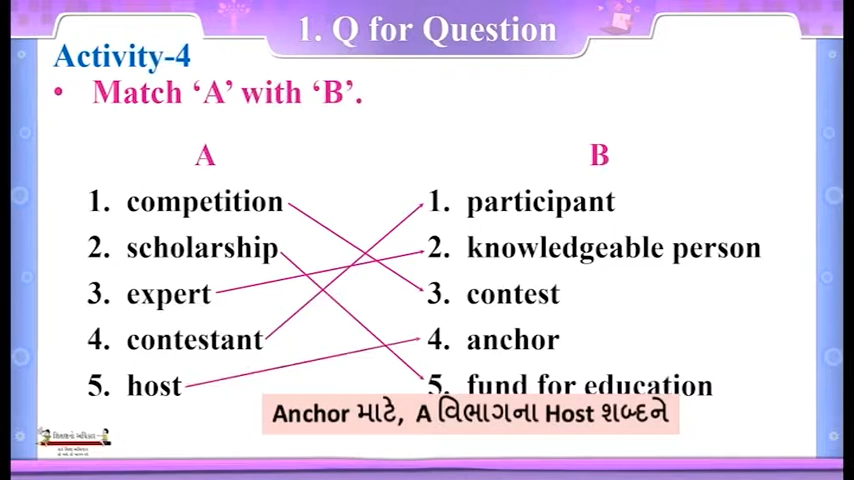 1. Q for Question
Activity-4
• Match ‘A’ with ‘B’.
A B
1. competition 1. participant
2. scholarship 2. knowledgeable person
3. expert 3. contest
4. contestant 4. anchor
5. host 5. fund for education
Anchor માટે, A વિભાગના Host શબ્દને